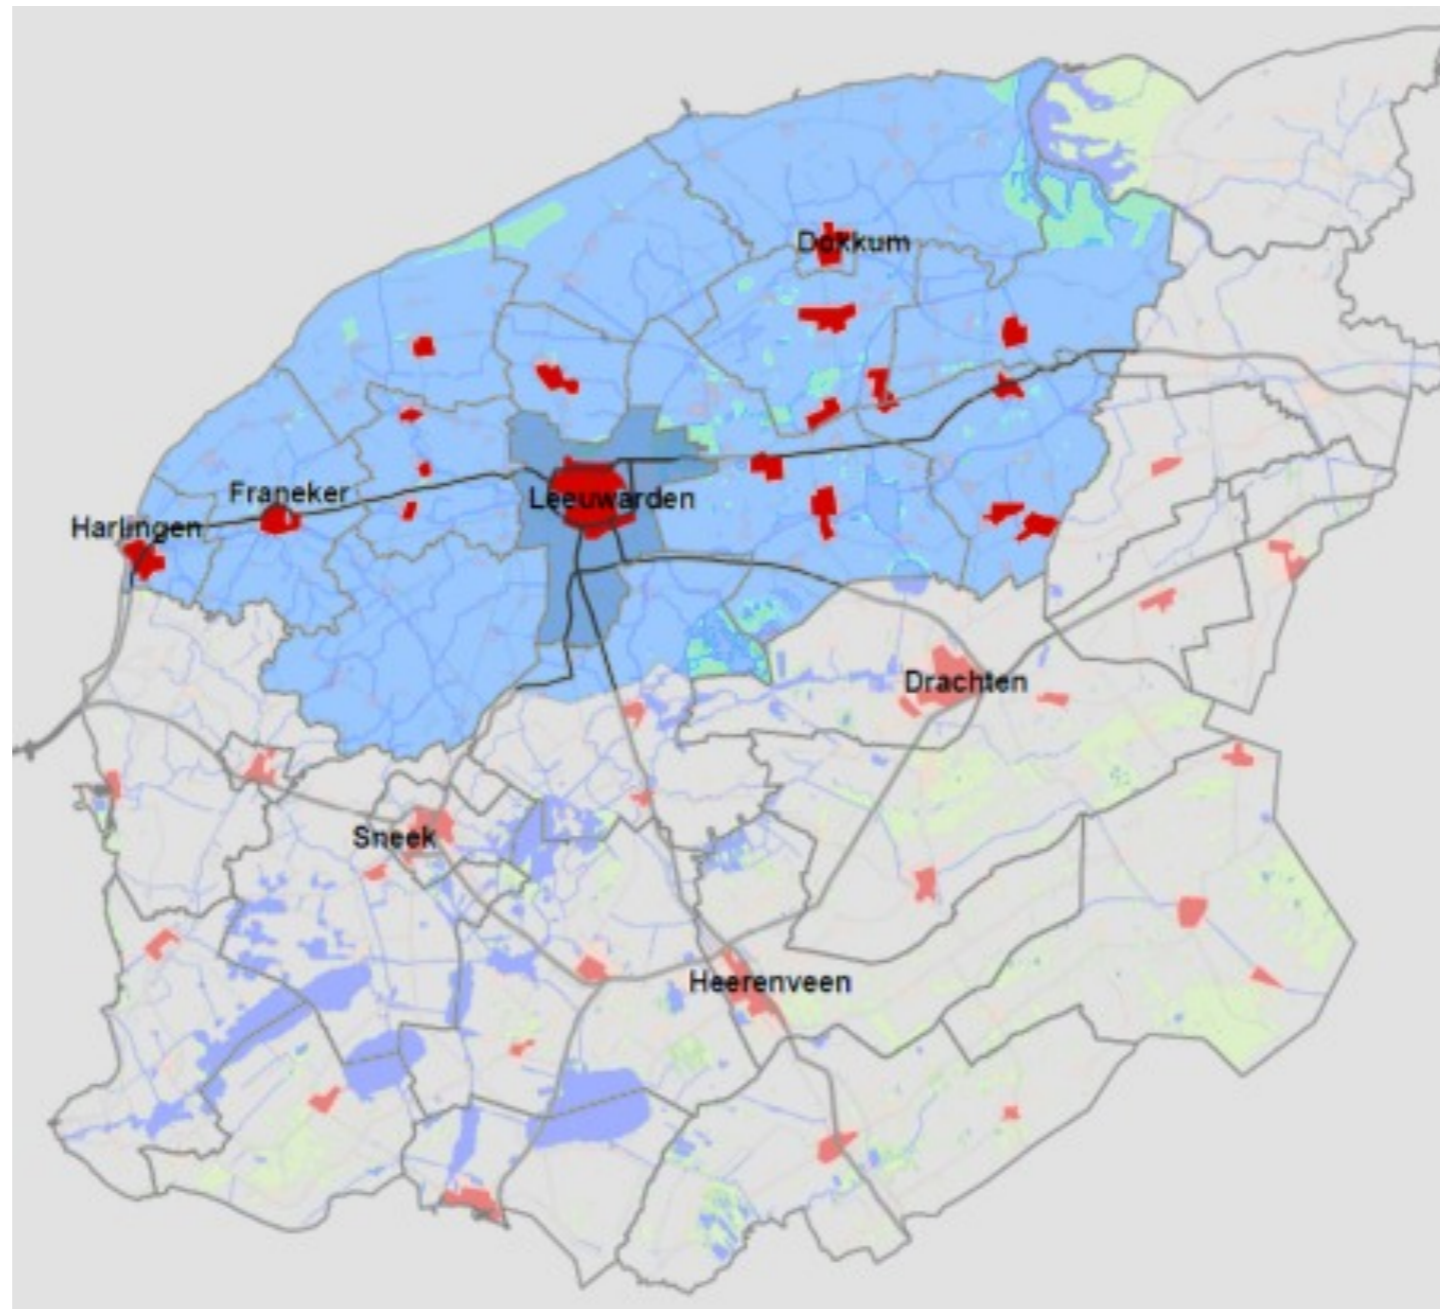 Dokkum
Franeker
Leeuwarden
Harlingen
Drachten
Sneek
Heerenveen